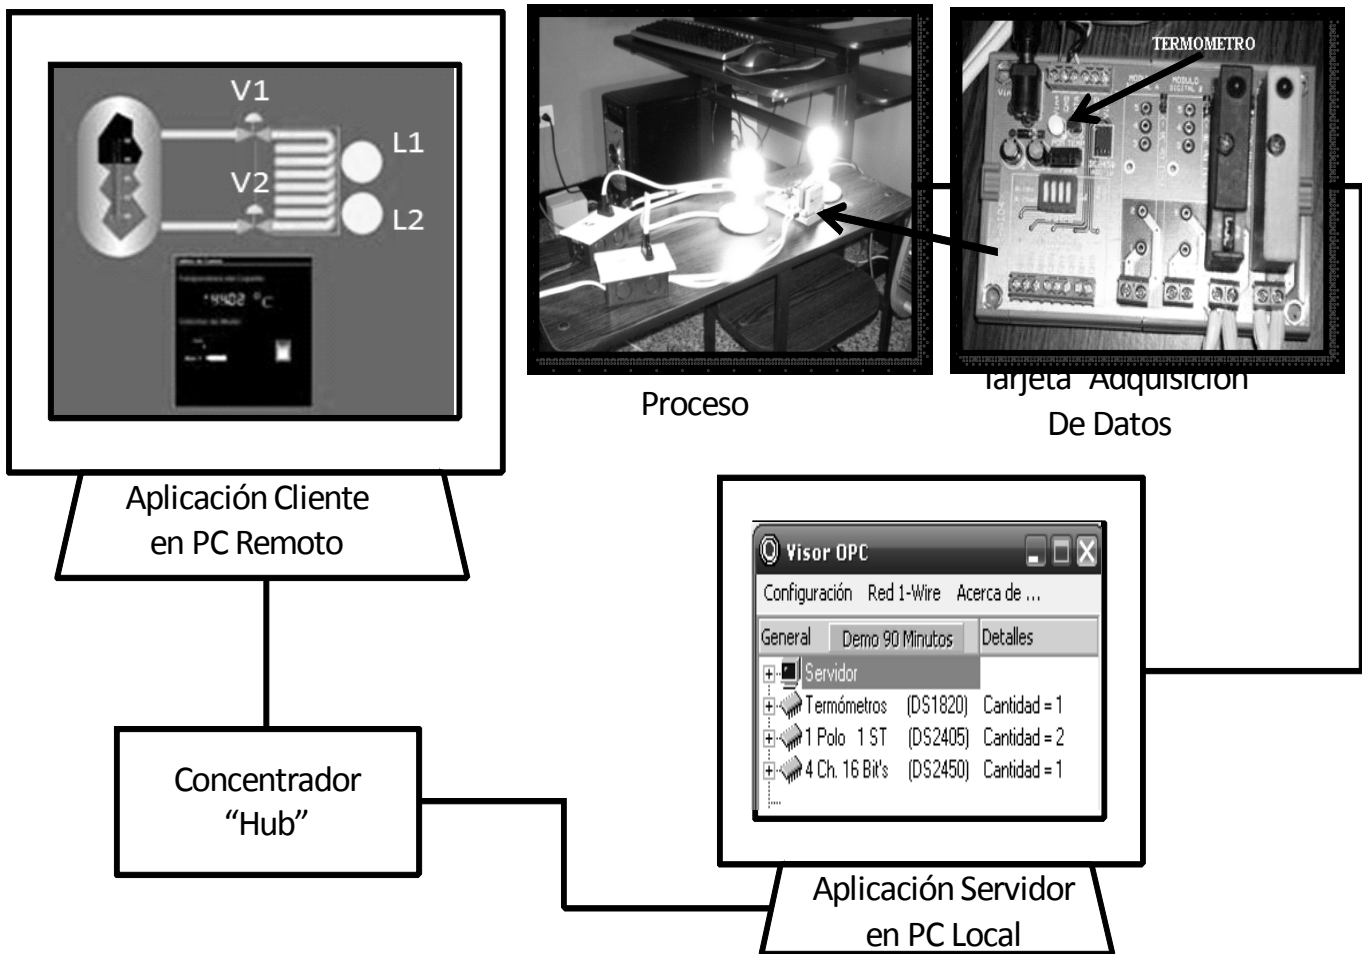 V1
L1
V2
L2
4402 °C
TERMOMETRO
Proceso
Tarjeta Adquisición
De Datos
Aplicación Cliente
en PC Remoto
Visor OPC
Configuración Red 1-Wire Acerca de ...
General Demo 90 Minutos Detalles
Servidor
Termómetros (DS1820) Cantidad = 1
1 Polo 1 ST (DS2405) Cantidad = 2
4 Ch. 16 Bit's (DS2450) Cantidad = 1
Concentrador
“Hub”
Aplicación Servidor
en PC Local